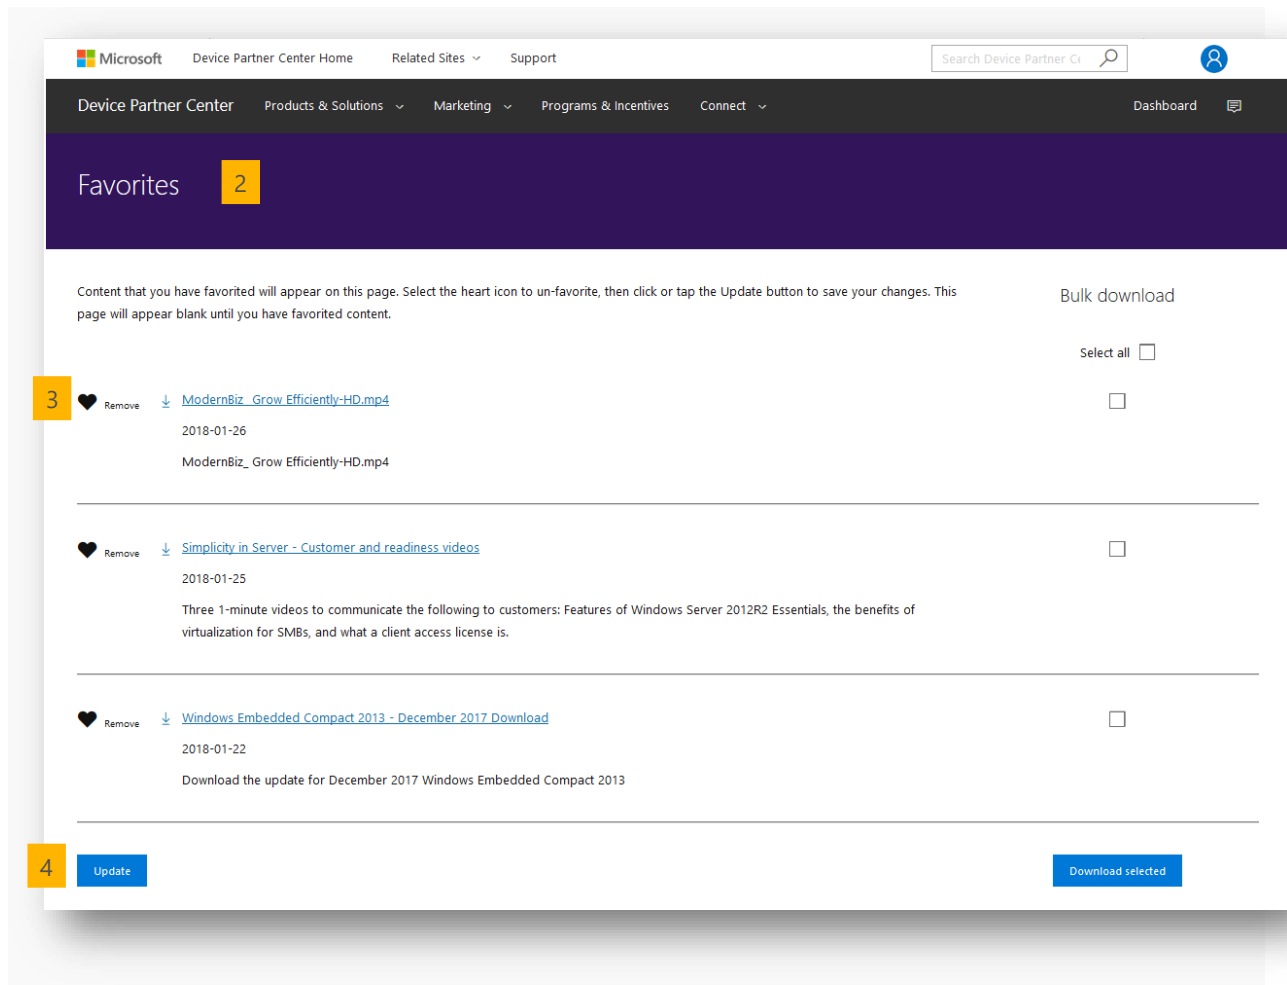 Microsoft Device Partner Center Home Related Sites Support Search Device Partner
Device Partner Center Products & Solutions Marketing Programs & Incentives Connect Dashboard
Favorites 2
Content that you have favorited will appear on this page. Select the heart icon to un-favorite, then click or tap the Update button to save your changes. This
page will appear blank until you have favorited content.
Bulk download
Select all
3 Remove ModernBiz_ Grow Efficiently-HD.mp4
2018-01-26
ModernBiz_ Grow Efficiently-HD.mp4
Remove Simplicity in Server - Customer and readiness videos
2018-01-25
Three 1-minute videos to communicate the following to customers: Features of Windows Server 2012R2 Essentials, the benefits of
virtualization for SMBs, and what a client access license is.
Remove Windows Embedded Compact 2013 - December 2017 Download
2018-01-22
Download the update for December 2017 Windows Embedded Compact 2013
4 Update Download selected